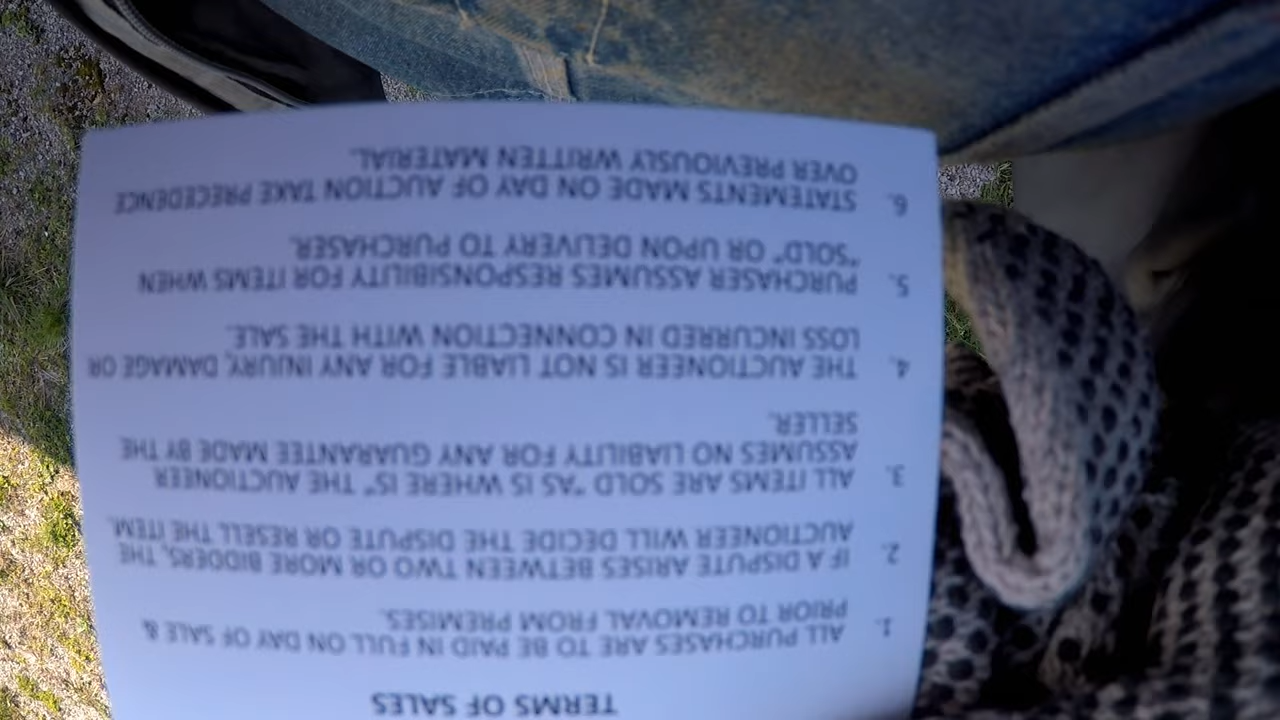 TERMS OF SALES
1. ALL PURCHASES ARE TO BE PAID IN FULL ON DAY OF SALE &
PRIOR TO REMOVAL FROM PREMISES.
2. IF A DISPUTE ARISES BETWEEN TWO OR MORE BIDDERS, THE
AUCTIONEER WILL DECIDE THE DISPUTE OR RESELL THE ITEM.
3. ALL ITEMS ARE SOLD "AS IS WHERE IS" THE AUCTIONEER
ASSUMES NO LIABILITY FOR ANY GUARANTEE MADE BY THE
SELLER.
4. THE AUCTIONEER IS NOT LIABLE FOR ANY INJURY, DAMAGE OR
LOSS INCURRED IN CONNECTION WITH THE SALE.
5. PURCHASER ASSUMES RESPONSIBILITY FOR ITEMS WHEN
"SOLD" OR UPON DELIVERY TO PURCHASER.
6. STATEMENTS MADE ON DAY OF AUCTION TAKE PRECEDENCE
OVER PREVIOUSLY WRITTEN MATERIAL.